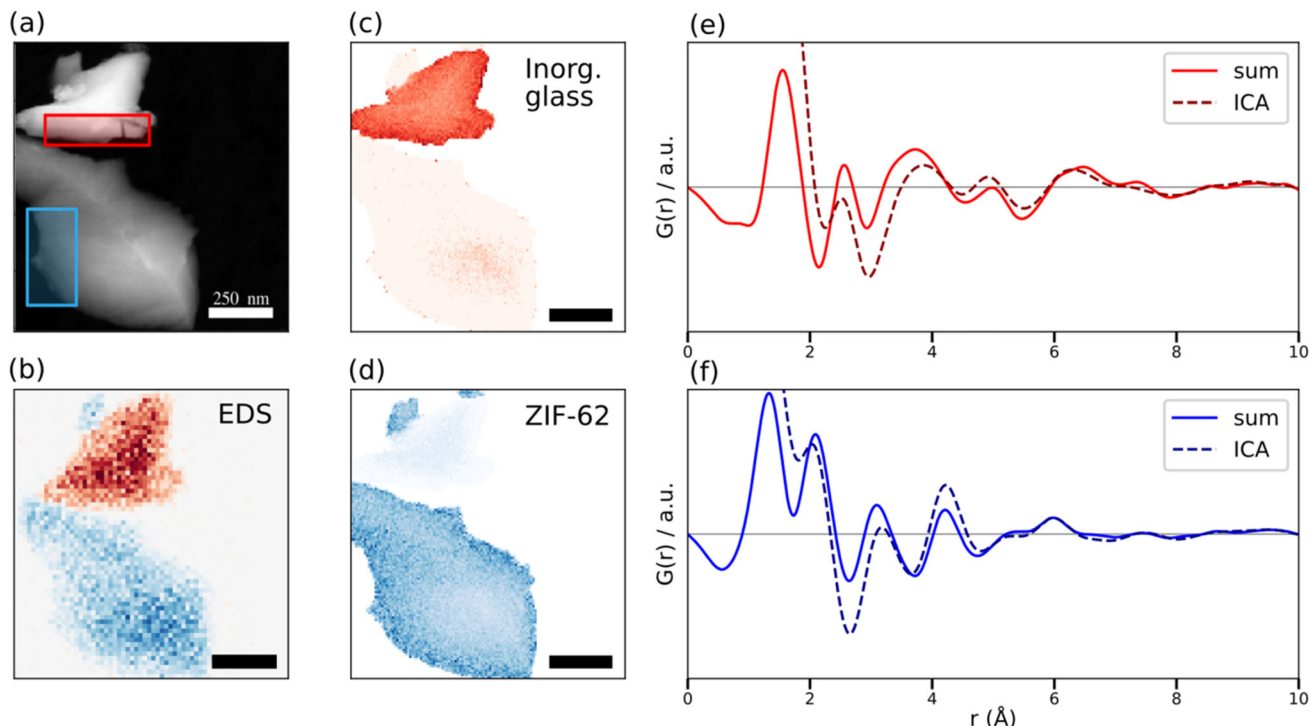 (a)
250 nm
(b)
EDS
(c)
Inorg.
glass
(d)
ZIF-62
(e)
G(r) / a.u.
sum
ICA
0 2 4 6 8 10
(f)
G(r) / a.u.
sum
ICA
0 2 4 6 8 10
r (Å)